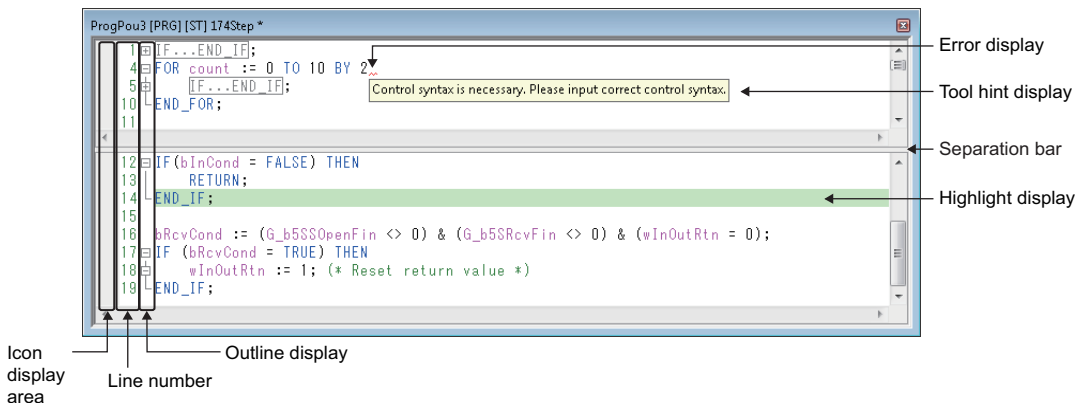 ProgPou3 [PRG] [ST] 174Step *
1 IF...END_IF;
4 FOR count := 0 TO 10 BY 2
5 IF...END_IF;
10 END_FOR;
11
Control syntax is necessary. Please input correct control syntax.
12 IF(bInCond = FALSE) THEN
13 RETURN;
14 END_IF;
15
16 bRcvCond := (G_b5SSOpenFin <> 0) & (G_b5SRcvFin <> 0) & (wInOutRtn = 0);
17 IF (bRcvCond = TRUE) THEN
18 wInOutRtn := 1; (* Reset return value *)
19 END_IF;
Error display
Tool hint display
Separation bar
Highlight display
Icon
display
area
Line number
Outline display